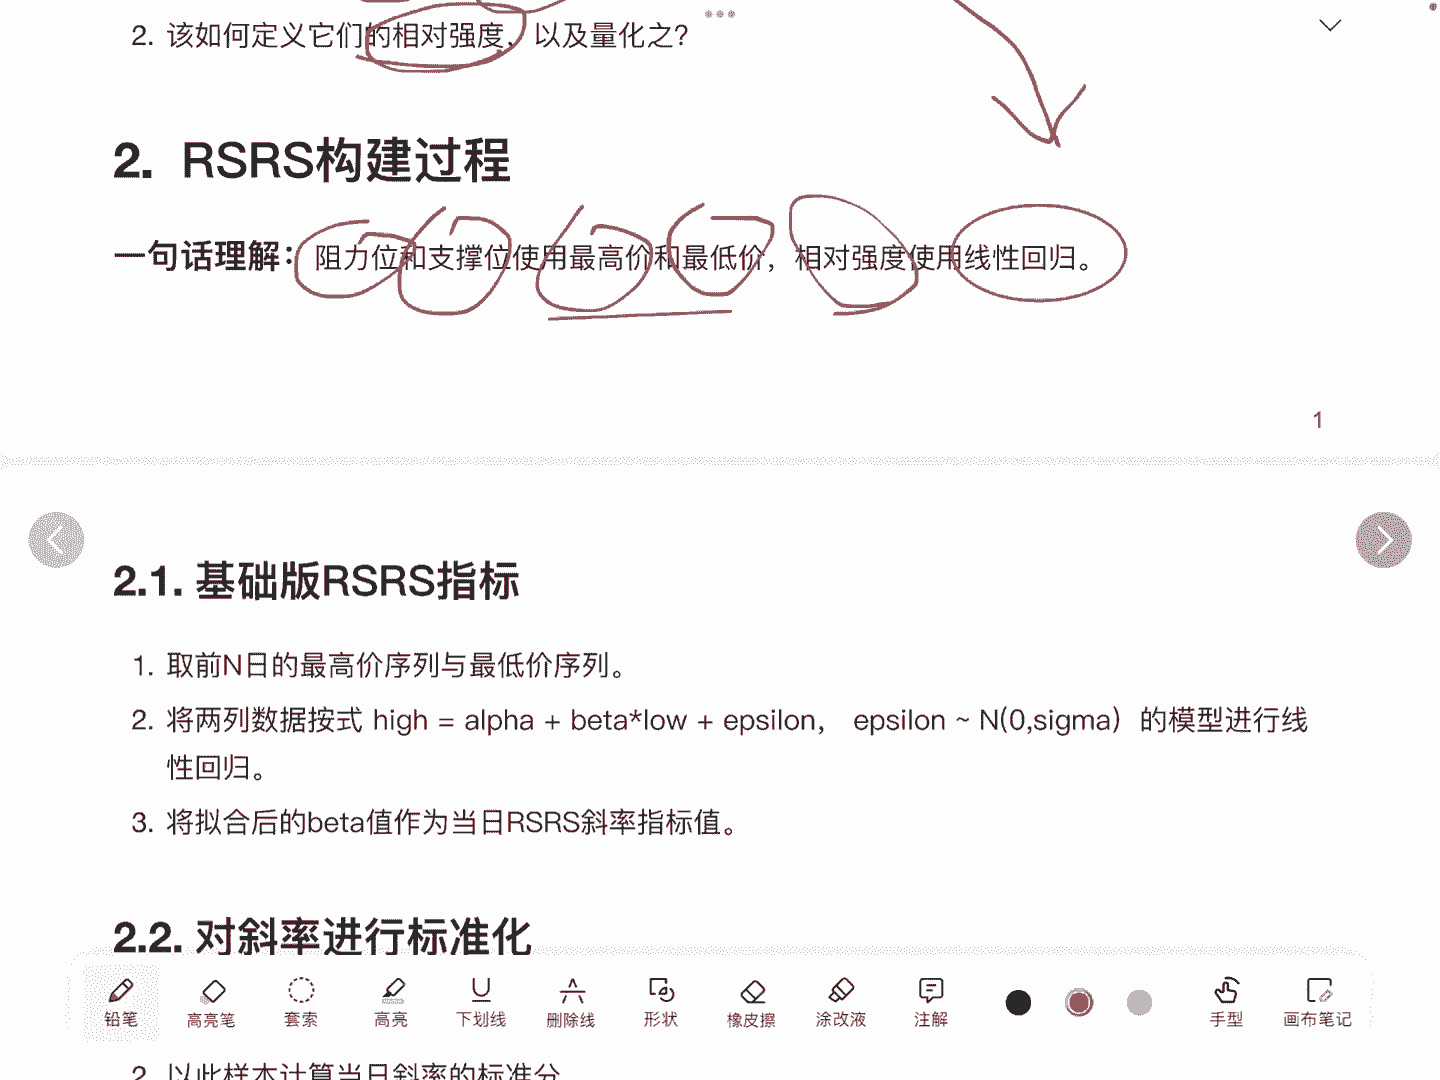 2. 该如何定义它们的相对强度，以及量化之？
2. RSRS构建过程
一句话理解：阻力位和支撑位使用最高价和最低价，相对强度使用线性回归。
1
2.1. 基础版RSRS指标
1. 取前N日的最高价序列与最低价序列。
2. 将两列数据按式 high = alpha + beta*low + epsilon， epsilon ~ N(0,sigma）的模型进行线
性回归。
3. 将拟合后的beta值作为当日RSRS斜率指标值。
2.2. 对斜率进行标准化
铅笔 高亮笔 套索 高亮 下划线 删除线 形状 橡皮擦 涂改液 注解 手型 画布笔记
2. 以此样本计算当日斜率的标准分